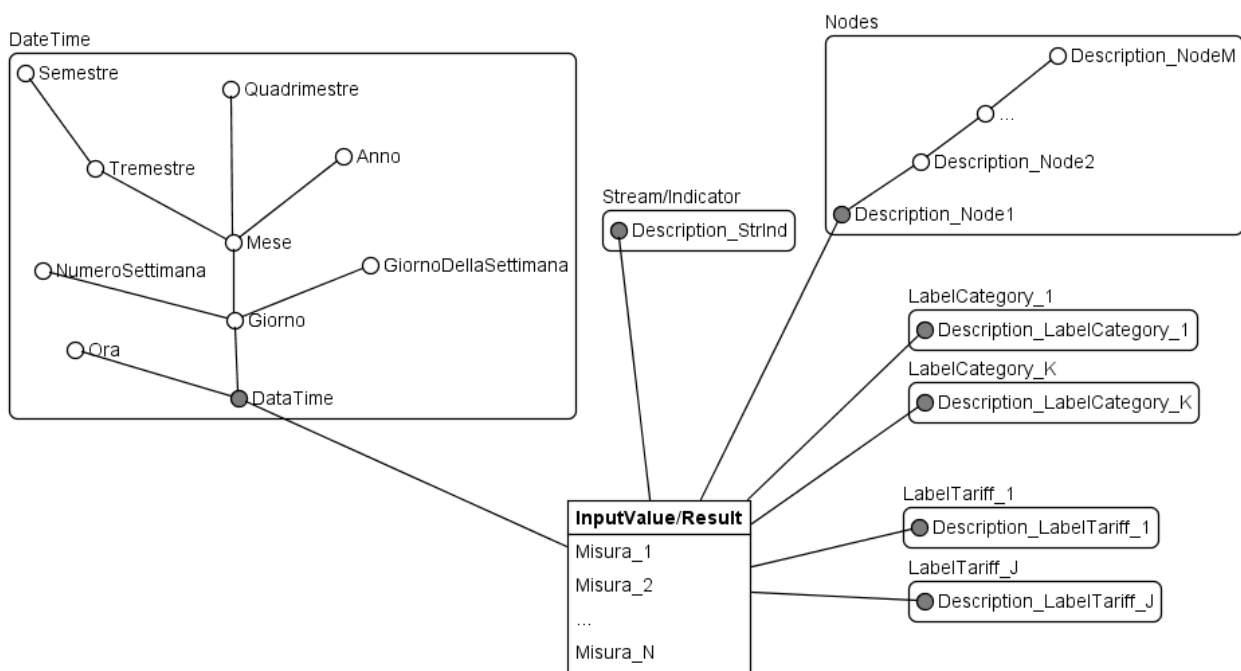 DateTime
Semestre
Quadrimestre
Anno
Tremestre
Mese
NumeroSettimana
GiornoDellaSettimana
Giorno
Ora
DataTime
Stream/Indicator
Description_StrInd
Nodes
Description_NodeM
...
Description_Node2
Description_Node1
LabelCategory_1
Description_LabelCategory_1
LabelCategory_K
Description_LabelCategory_K
LabelTariff_1
Description_LabelTariff_1
LabelTariff_J
Description_LabelTariff_J
InputValue/Result
Misura_1
Misura_2
...
Misura_N